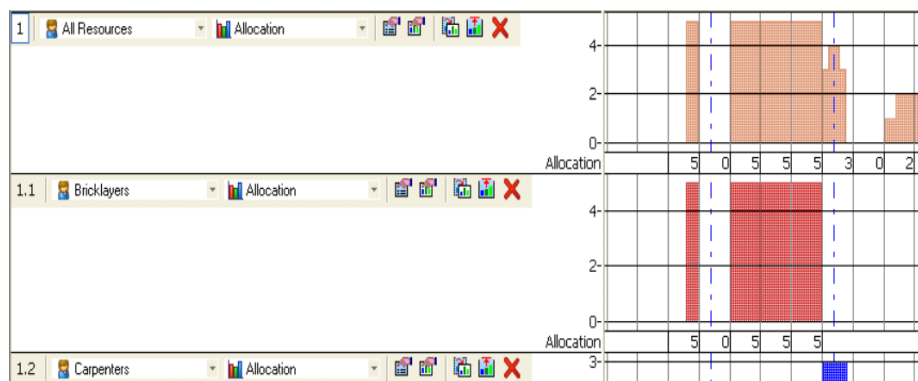 1 All Resources Allocation
4
2
0
Allocation 5 0 5 5 5 3 0 2
1.1 Bricklayers Allocation
4
2
0
Allocation 5 0 5 5 5
1.2 Carpenters Allocation
3